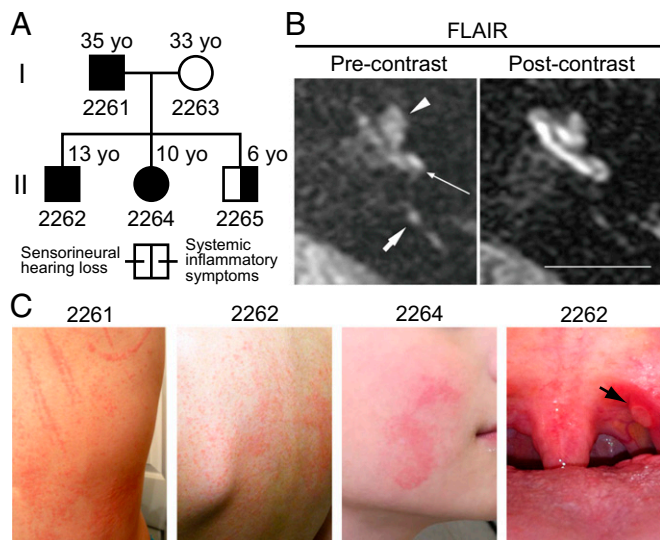 A
35 yo 33 yo
I
2261 2263
13 yo 10 yo 6 yo
II
2262 2264 2265
Sensorineural
hearing loss
Systemic
inflammatory
symptoms
B
FLAIR
Pre-contrast Post-contrast
C
2261 2262 2264 2262